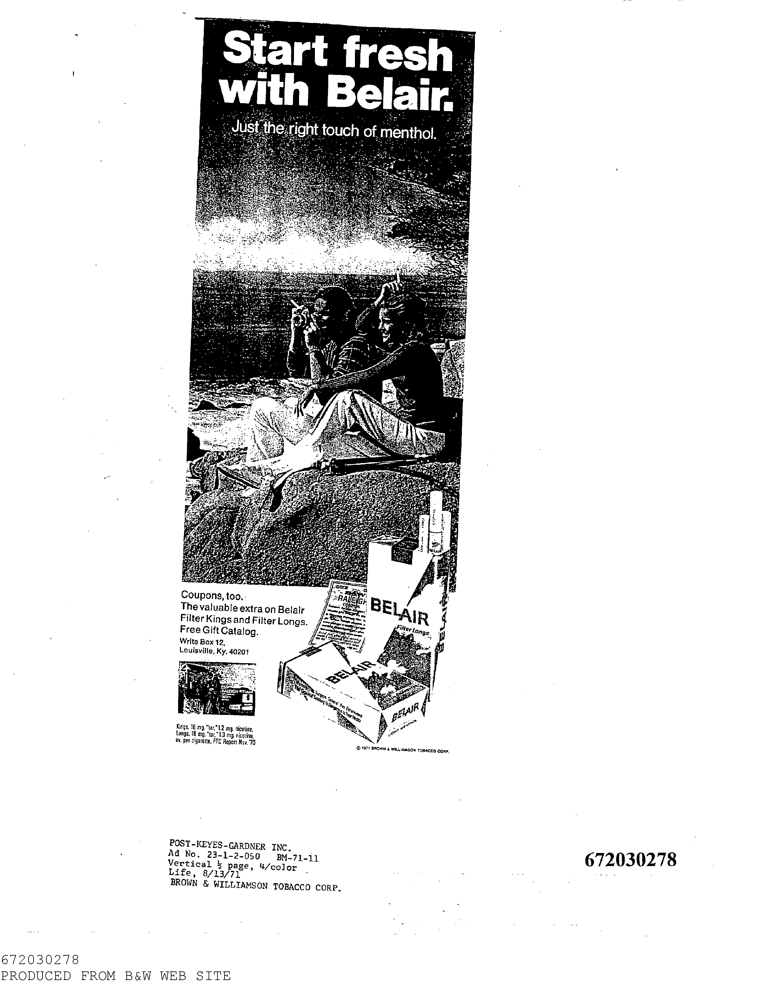 Start fresh
with Belair.
Just the right touch of menthol.
Coupons, too.
The valuable extra on Belair
Filter Kings and Filter Longs.
Free Gift Catalog.
Write Box 12,
Louisville, Ky. 40201
RALEIGH
BELAIR
Filter Longs
BELAIR
BELAIR
Kings, 16 mg. "tar," 1.2 mg. nicotine,
Longs, 18 mg. "tar," 1.3 mg. nicotine,
av. per cigarette, FTC Report Nov. '70
© 1971 BROWN & WILLIAMSON TOBACCO CORP.
POST-KEYES-GARDNER INC.
Ad No. 23-1-2-050 BM-71-11
Vertical ½ page, 4/color
Life, 8/13/71
BROWN & WILLIAMSON TOBACCO CORP.
672030278
672030278
PRODUCED FROM B&W WEB SITE